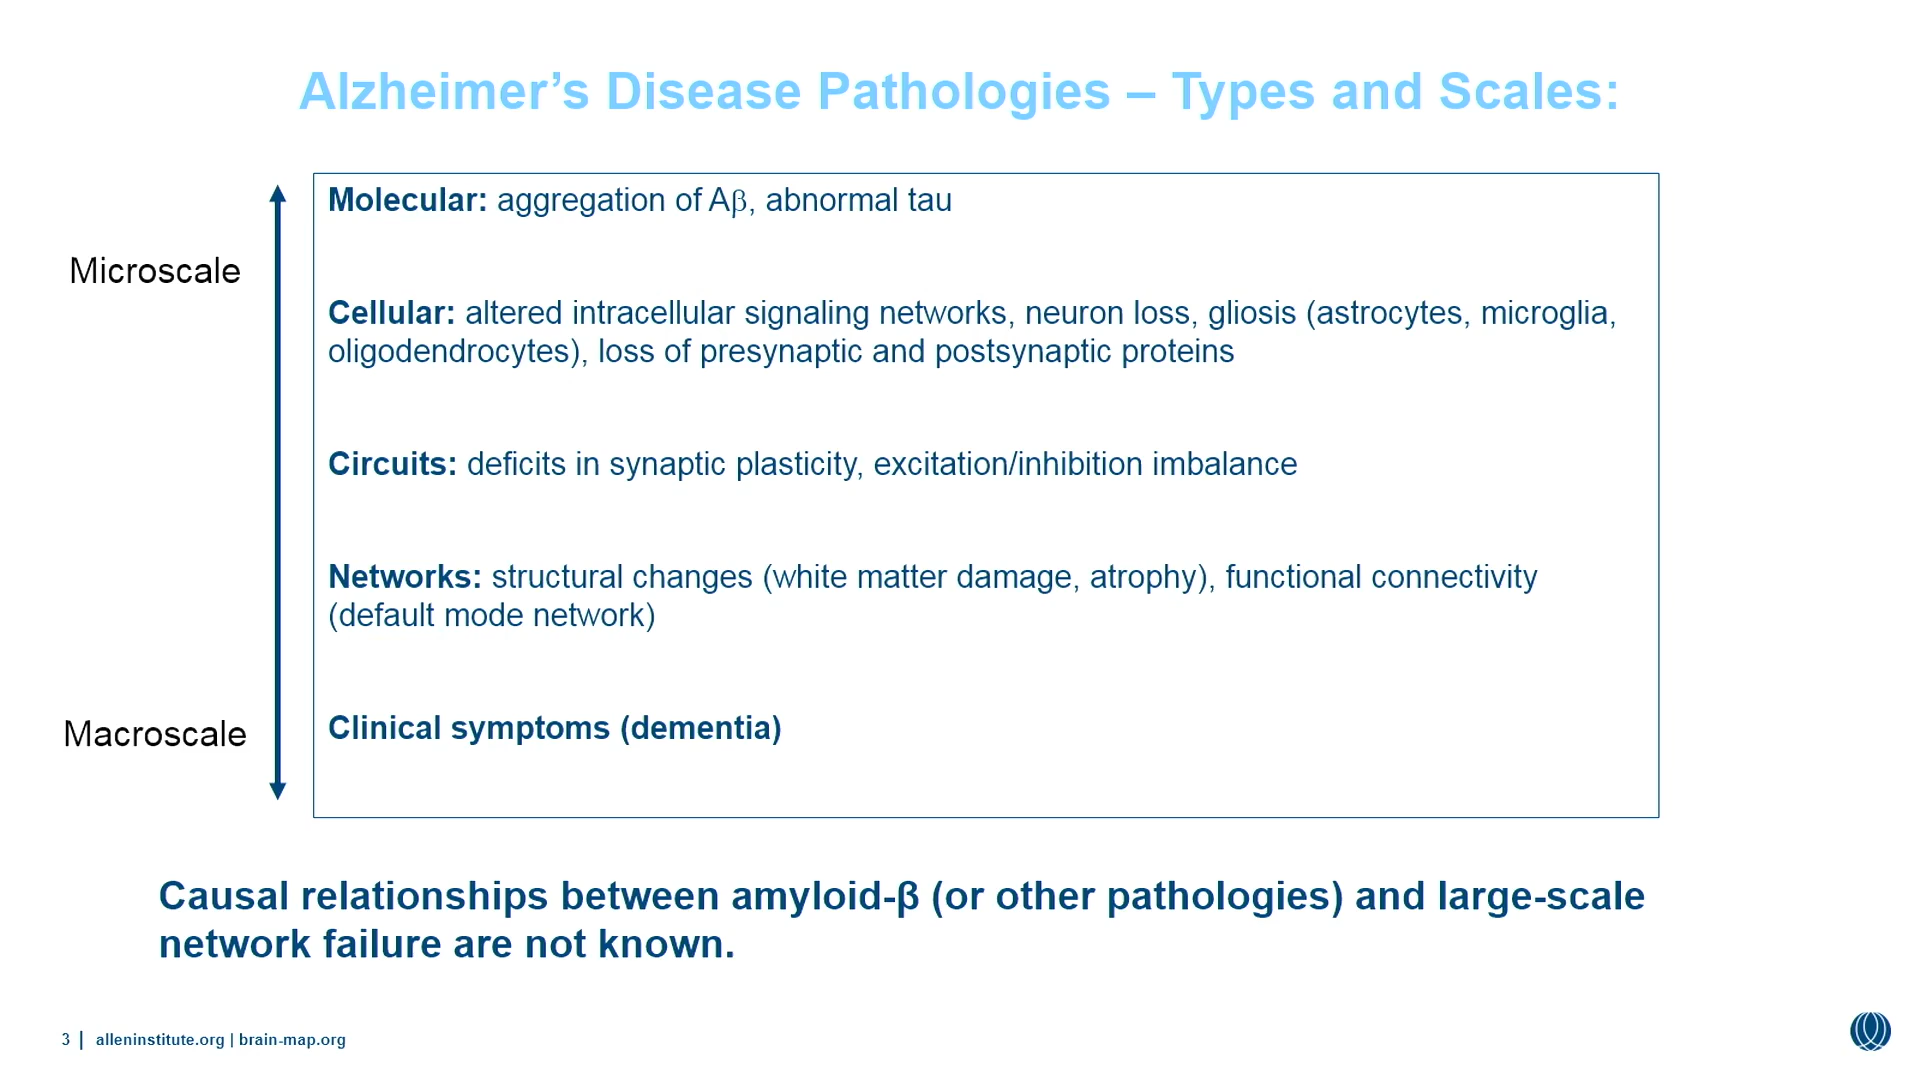 Alzheimer’s Disease Pathologies – Types and Scales:
Microscale
Macroscale
Molecular: aggregation of Aβ, abnormal tau
Cellular: altered intracellular signaling networks, neuron loss, gliosis (astrocytes, microglia,
oligodendrocytes), loss of presynaptic and postsynaptic proteins
Circuits: deficits in synaptic plasticity, excitation/inhibition imbalance
Networks: structural changes (white matter damage, atrophy), functional connectivity
(default mode network)
Clinical symptoms (dementia)
Causal relationships between amyloid-β (or other pathologies) and large-scale
network failure are not known.
3 | alleninstitute.org | brain-map.org